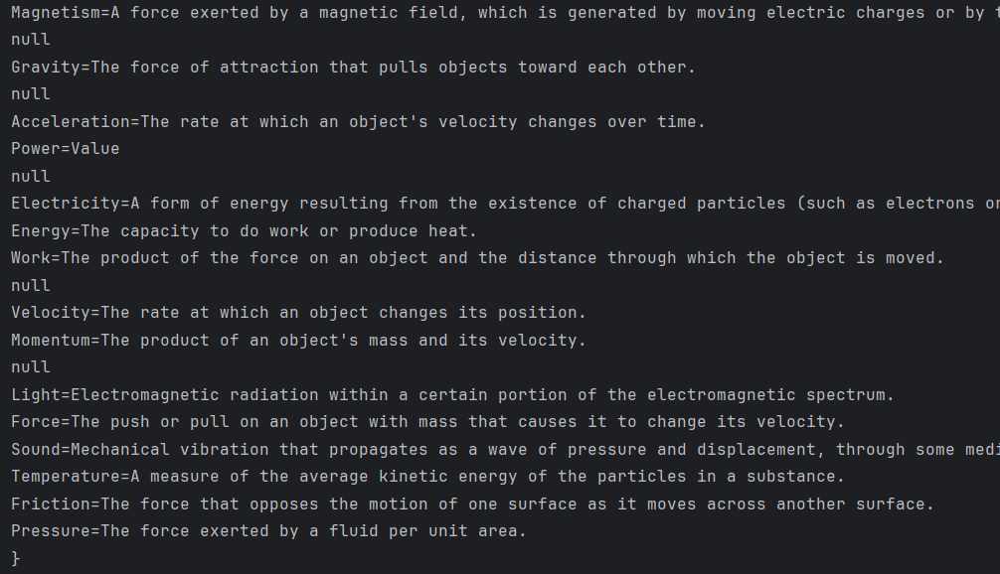 Magnetism=A force exerted by a magnetic field, which is generated by moving electric charges or by
null
Gravity=The force of attraction that pulls objects toward each other.
null
Acceleration=The rate at which an object's velocity changes over time.
Power=Value
null
Electricity=A form of energy resulting from the existence of charged particles (such as electrons or
Energy=The capacity to do work or produce heat.
Work=The product of the force on an object and the distance through which the object is moved.
null
Velocity=The rate at which an object changes its position.
Momentum=The product of an object's mass and its velocity.
null
Light=Electromagnetic radiation within a certain portion of the electromagnetic spectrum.
Force=The push or pull on an object with mass that causes it to change its velocity.
Sound=Mechanical vibration that propagates as a wave of pressure and displacement, through some medi
Temperature=A measure of the average kinetic energy of the particles in a substance.
Friction=The force that opposes the motion of one surface as it moves across another surface.
Pressure=The force exerted by a fluid per unit area.
}